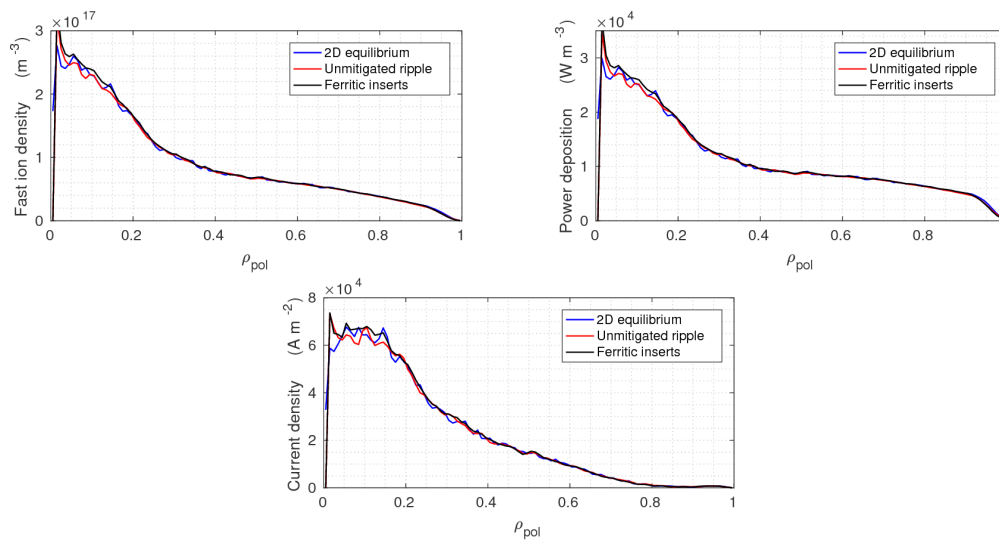 ×10 17
Fast ion density (m-3)
3
2
1
0
2D equilibrium
Unmitigated ripple
Ferritic inserts
0 0.2 0.4 0.6 0.8 1
ρpol
×10 4
Power deposition (W m-3)
3
2
1
0
2D equilibrium
Unmitigated ripple
Ferritic inserts
0 0.2 0.4 0.6 0.8
ρpol
×10 4
Current density (A m-2)
8
6
4
2
0
2D equilibrium
Unmitigated ripple
Ferritic inserts
0 0.2 0.4 0.6 0.8 1
ρpol